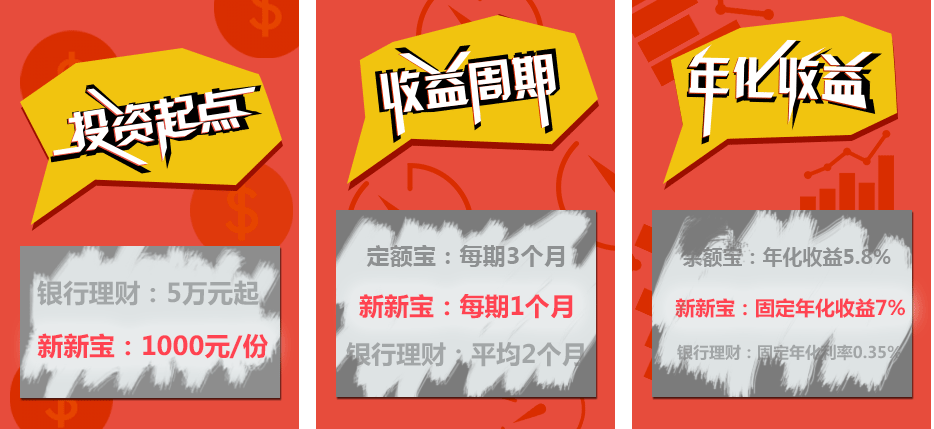 投资起点
银行理财：5万元起
新新宝：1000元/份
收益周期
定额宝：每期3个月
新新宝：每期1个月
银行理财：平均2个月
年化收益
余额宝：年化收益5.8%
新新宝：固定年化收益7%
银行理财：固定年化利率0.35%